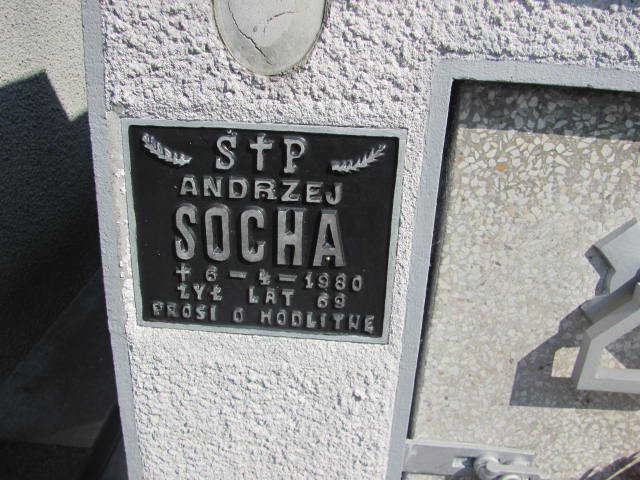 Ś✝P
ANDRZEJ
SOCHA
✝ 6 – 4 – 1980
ŻYŁ LAT 69
PROSI O MODLITWĘ